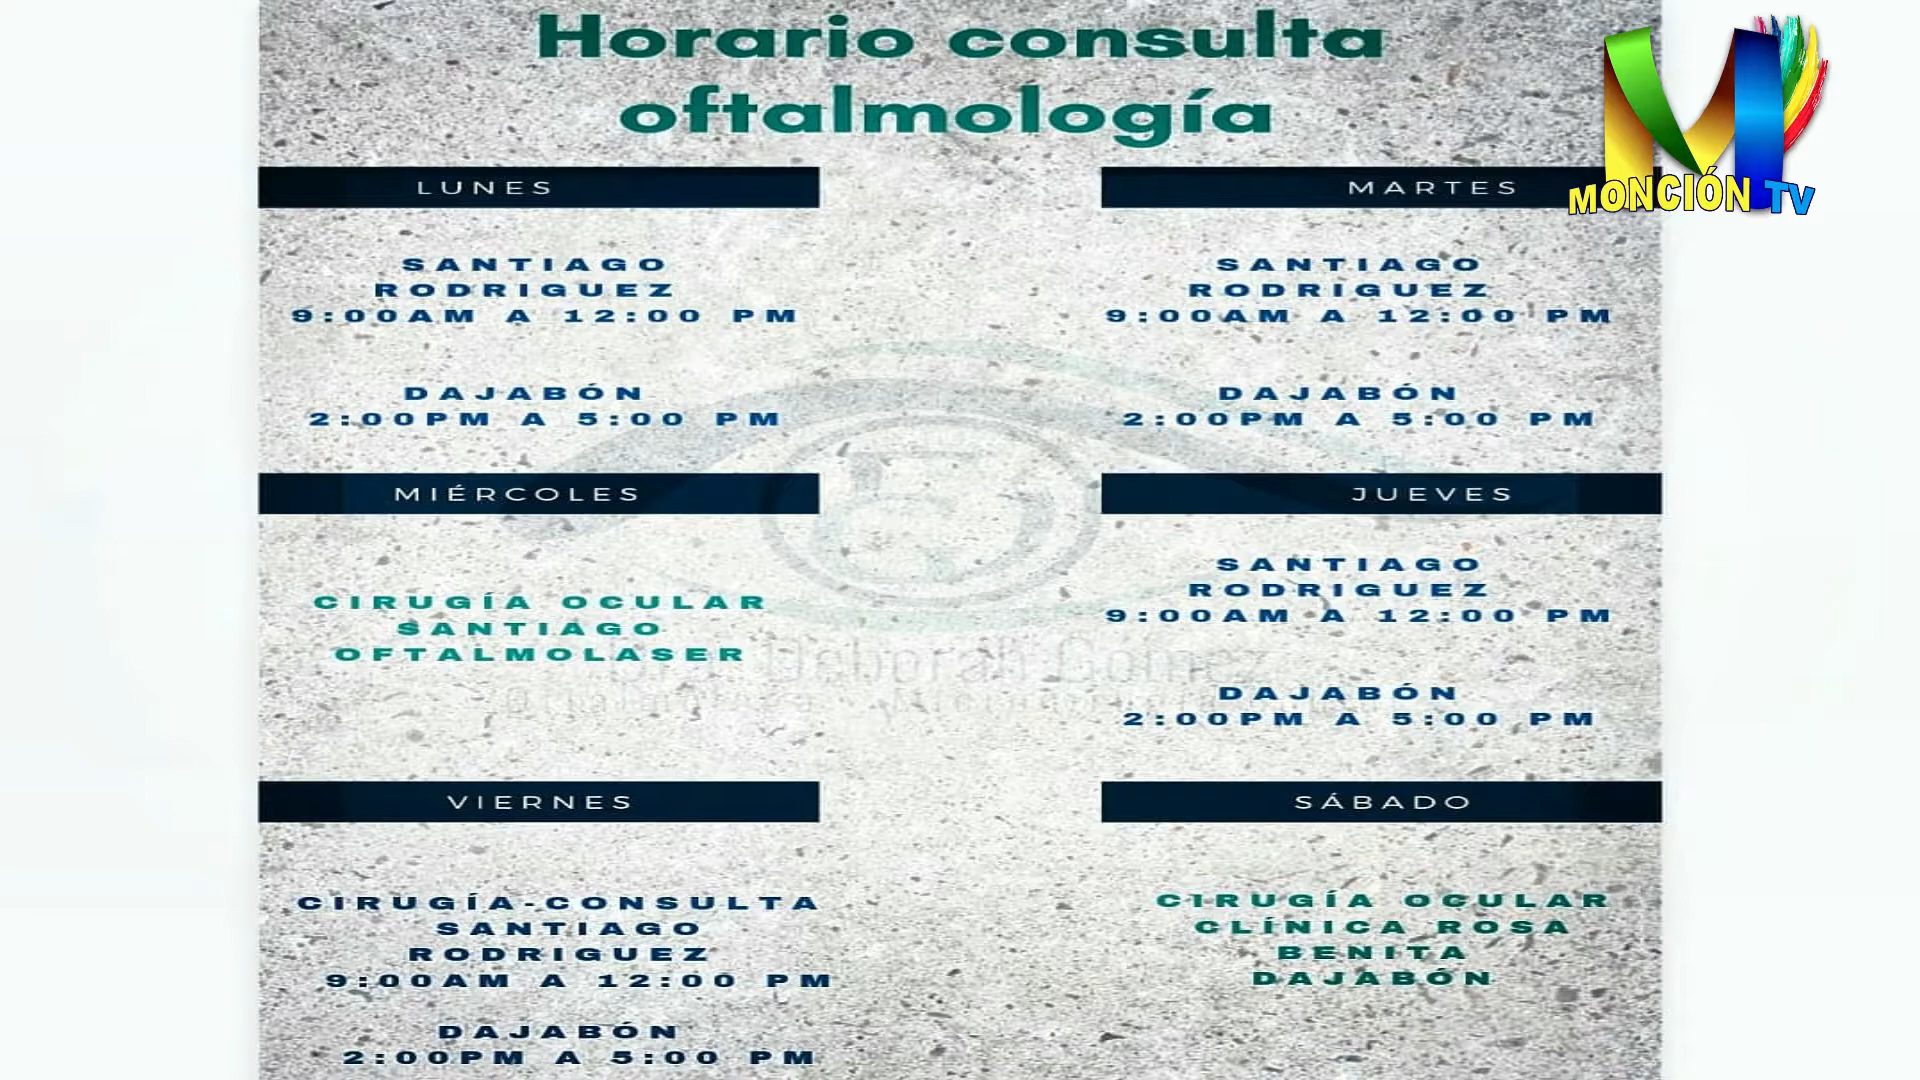 Horario consulta
oftalmología
MONCIÓN TV
LUNES
SANTIAGO
RODRIGUEZ
9:00AM A 12:00 PM
DAJABÓN
2:00PM A 5:00 PM
MARTES
SANTIAGO
RODRIGUEZ
9:00AM A 12:00 PM
DAJABÓN
2:00PM A 5:00 PM
MIÉRCOLES
CIRUGÍA OCULAR
SANTIAGO
OFTALMOLASER
JUEVES
SANTIAGO
RODRIGUEZ
9:00AM A 12:00 PM
DAJABÓN
2:00PM A 5:00 PM
Deborah Gómez
VIERNES
CIRUGÍA-CONSULTA
SANTIAGO
RODRIGUEZ
9:00AM A 12:00 PM
DAJABÓN
2:00PM A 5:00 PM
SÁBADO
CIRUGÍA OCULAR
CLÍNICA ROSA
BENITA
DAJABÓN